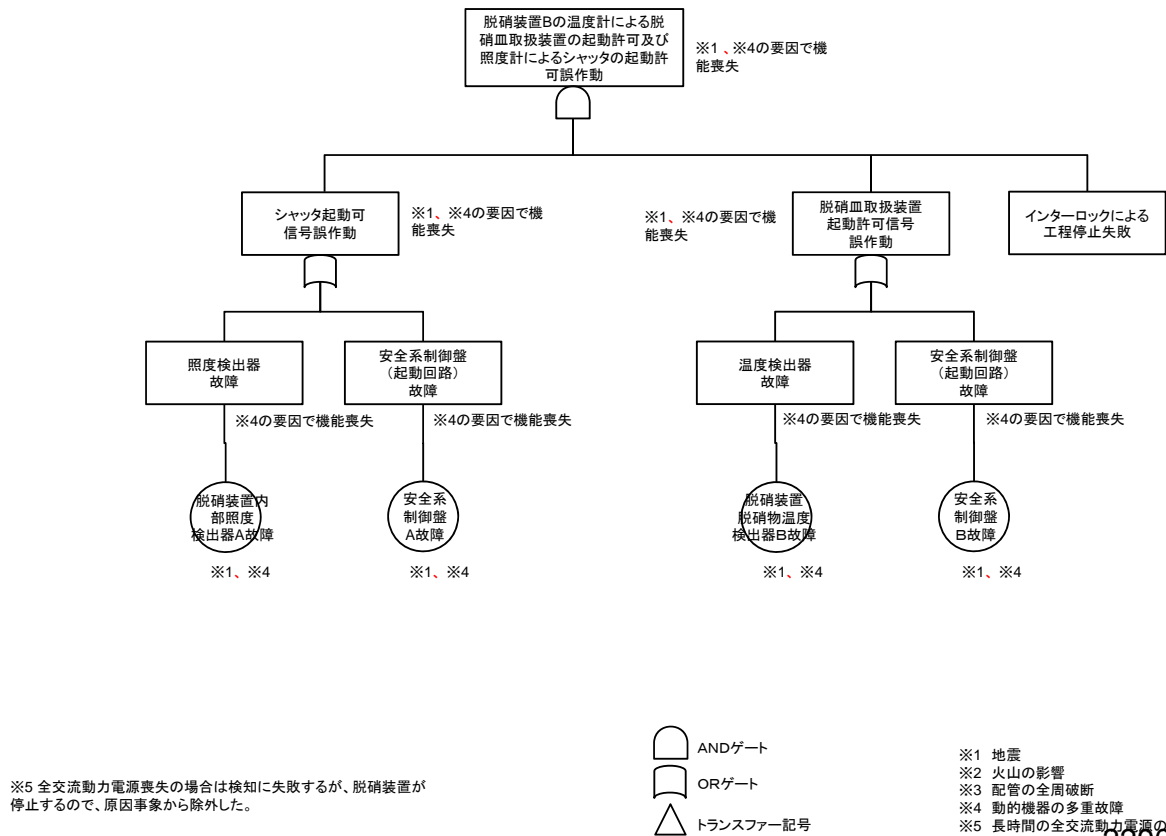 脱硝装置Bの温度計による脱
硝皿取扱装置の起動許可及び
照度計によるシャッタの起動許
可誤作動
※1 、※4の要因で機
能喪失
シャッタ起動可
信号誤作動
※1、※4の要因で機
能喪失
※1、※4の要因で機
能喪失
脱硝皿取扱装置
起動許可信号
誤作動
インターロックによる
工程停止失敗
照度検出器
故障
安全系制御盤
（起動回路）
故障
温度検出器
故障
安全系制御盤
（起動回路）
故障
※4の要因で機能喪失
※4の要因で機能喪失
※4の要因で機能喪失
※4の要因で機能喪失
脱硝装置内
部照度
検出器A故障
安全系
制御盤
A故障
脱硝装置
脱硝物温度
検出器B故障
安全系
制御盤
B故障
※1、※4
※1、※4
※1、※4
※1、※4
※5 全交流動力電源喪失の場合は検知に失敗するが、脱硝装置が
停止するので、原因事象から除外した。
ANDゲート
ORゲート
トランスファー記号
※1 地震
※2 火山の影響
※3 配管の全周破断
※4 動的機器の多重故障
※5 長時間の全交流動力電源の